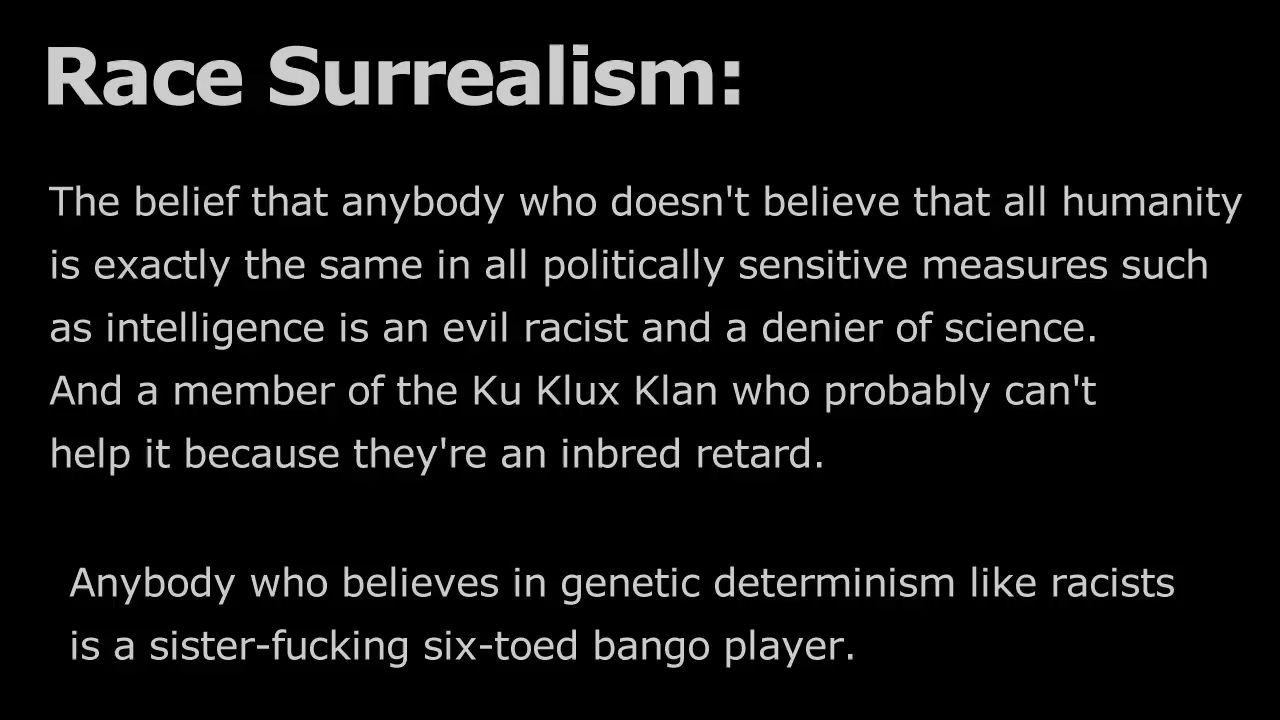 Race Surrealism:
The belief that anybody who doesn't believe that all humanity
is exactly the same in all politically sensitive measures such
as intelligence is an evil racist and a denier of science.
And a member of the Ku Klux Klan who probably can't
help it because they're an inbred retard.
Anybody who believes in genetic determinism like racists
is a sister-fucking six-toed bango player.